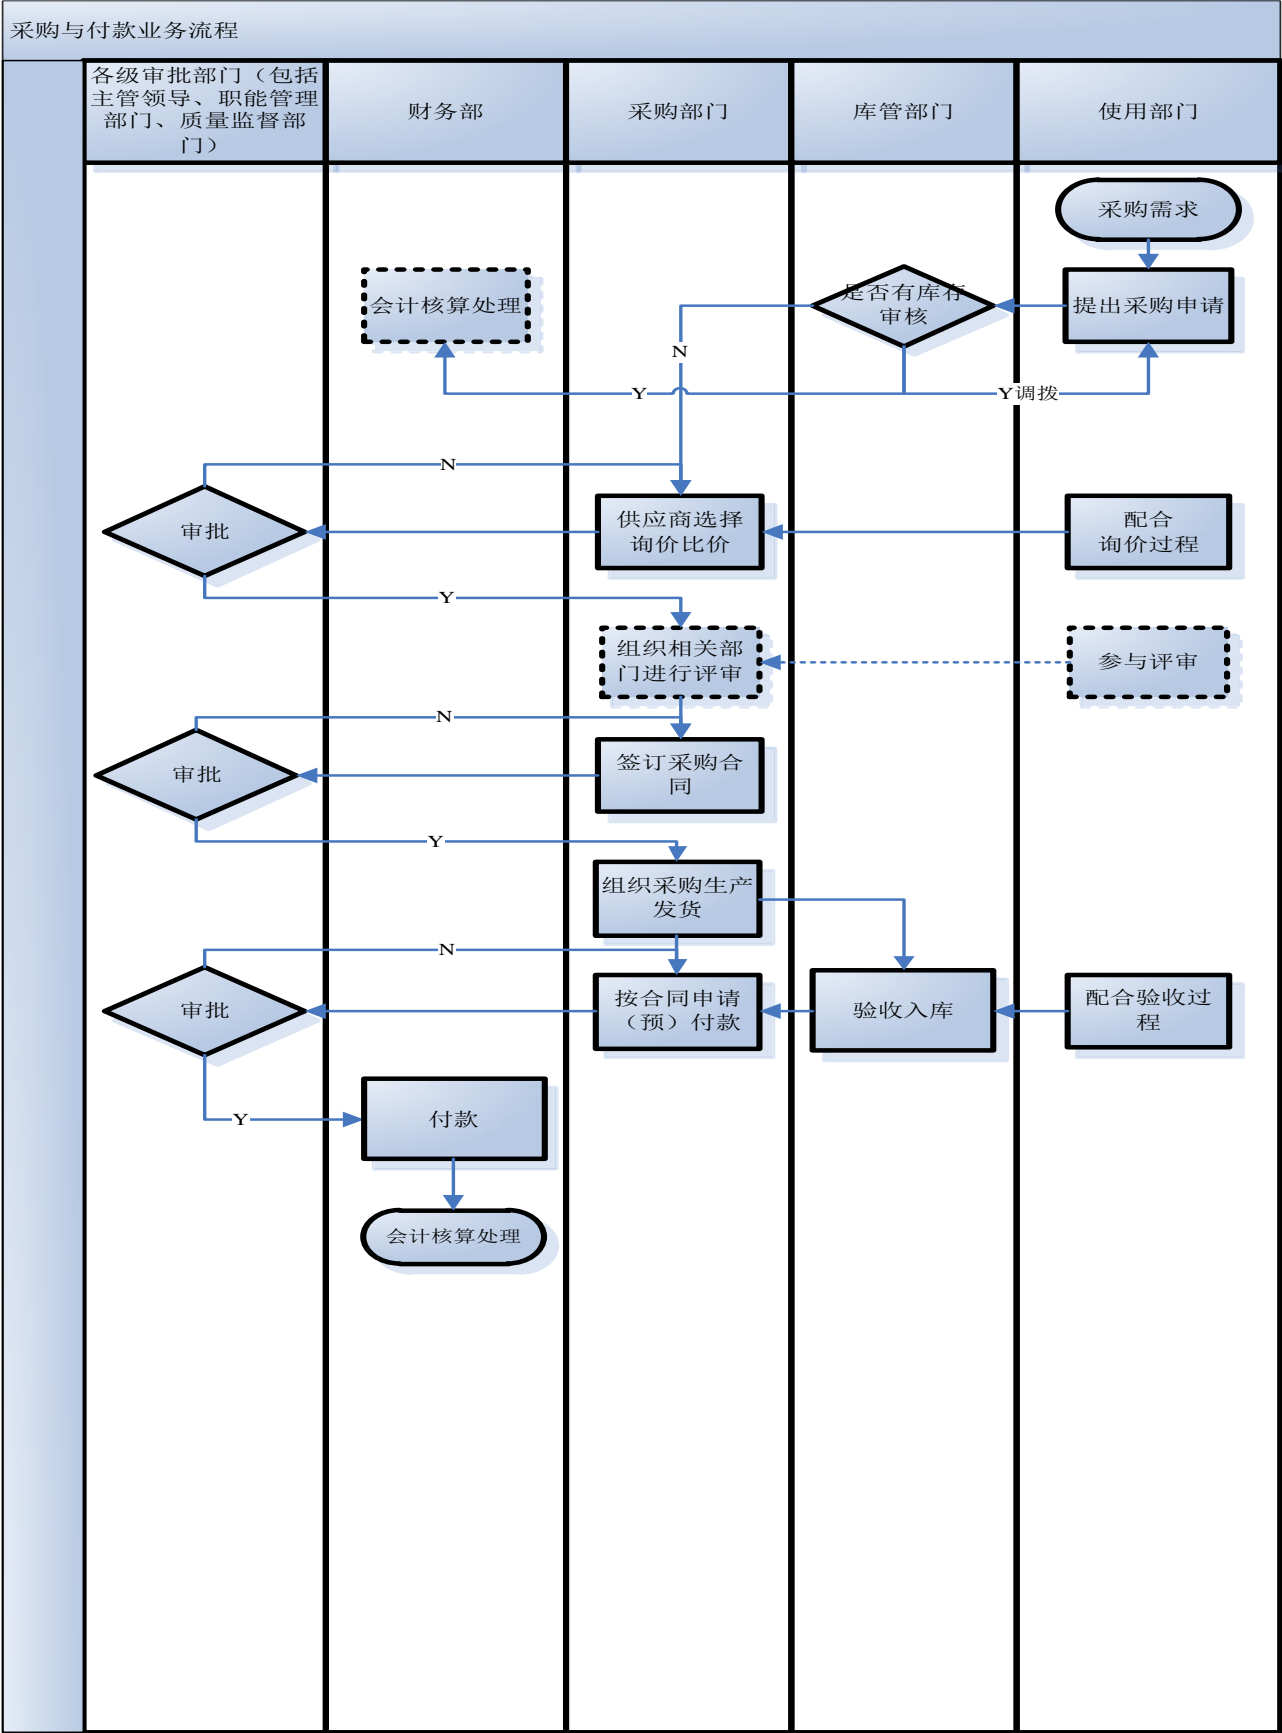 采购与付款业务流程
各级审批部门（包括
主管领导、职能管理
部门、质量监督部
门）
财务部
采购部门
库管部门
使用部门
采购需求
会计核算处理
是否有库存
审核
提出采购申请
N
Y
Y调拨
N
审批
供应商选择
询价比价
配合
询价过程
Y
组织相关部
门进行评审
参与评审
N
审批
签订采购合
同
Y
组织采购生产
发货
N
审批
按合同申请
（预）付款
验收入库
配合验收过
程
Y
付款
会计核算处理